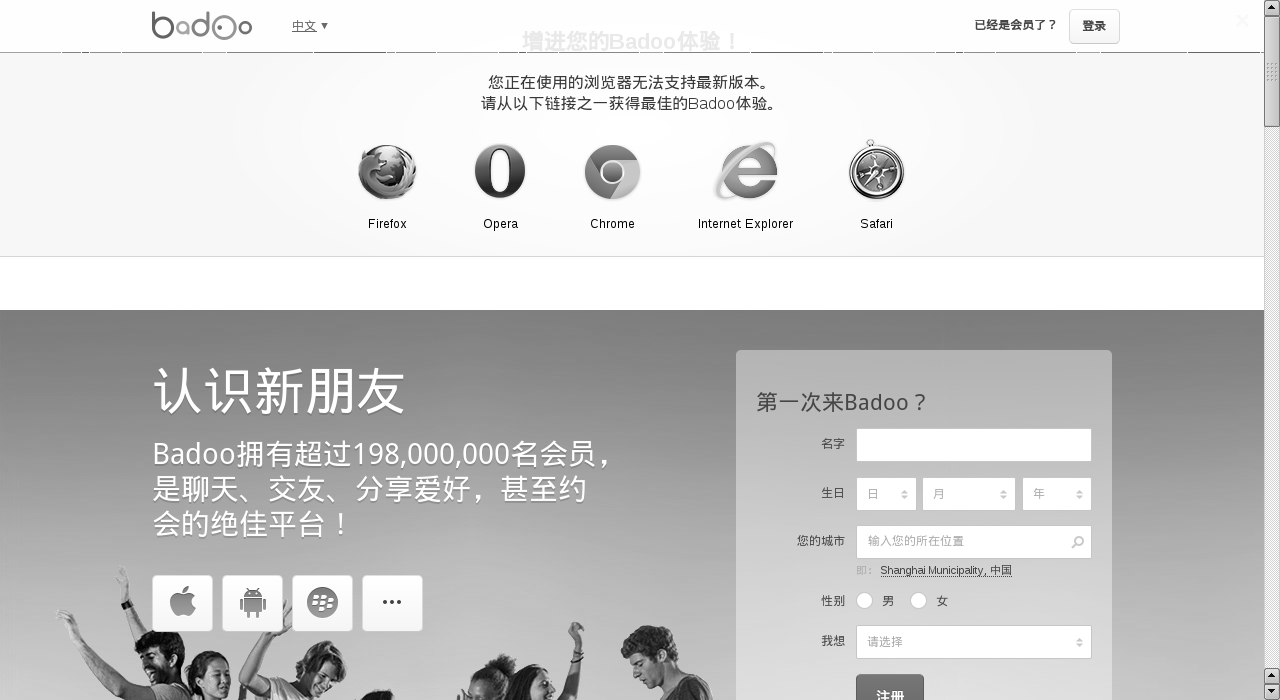 badoo
中文 ▼
已经是会员了？
登录
增进您的Badoo体验！
您正在使用的浏览器无法支持最新版本。
请从以下链接之一获得最佳的Badoo体验。
Firefox
Opera
Chrome
Internet Explorer
Safari
认识新朋友
Badoo拥有超过198,000,000名会员，
是聊天、交友、分享爱好，甚至约
会的绝佳平台！
第一次来Badoo？
名字
生日 日 月 年
您的城市 输入您的所在位置
即： Shanghai Municipality, 中国
性别 男 女
我想 请选择
注册